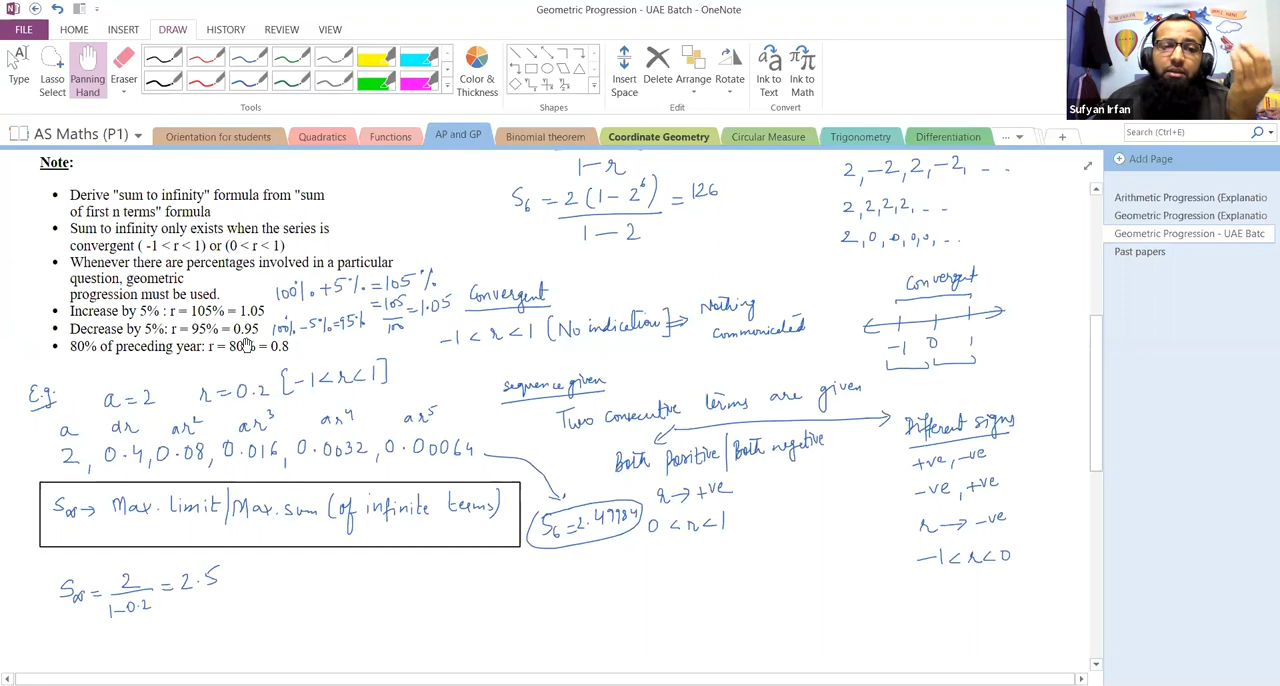 Geometric Progression - UAE Batch - OneNote
FILE HOME INSERT DRAW HISTORY REVIEW VIEW
Type
Lasso Select
Panning Hand
Eraser
Color & Thickness
Insert Space
Delete
Arrange
Rotate
Ink to Text
Ink to Math
Tools
Shapes
Edit
Convert
Sufyan Irfan
AS Maths (P1)
Orientation for students
Quadratics
Functions
AP and GP
Binomial theorem
Coordinate Geometry
Circular Measure
Trigonometry
Differentiation
Search (Ctrl+E)
Add Page
Arithmetic Progression (Explanatio
Geometric Progression (Explanatio
Geometric Progression - UAE Batc
Past papers
Note:
• Derive "sum to infinity" formula from "sum
of first n terms" formula
• Sum to infinity only exists when the series is
convergent ( -1 < r < 1) or (0 < r < 1)
• Whenever there are percentages involved in a particular
question, geometric
progression must be used.
• Increase by 5% : r = 105% = 1.05
• Decrease by 5%: r = 95% = 0.95
• 80% of preceding year: r = 80% = 0.8
100% + 5% = 105%
= 105/100 = 1.05
100% - 5% = 95%
1 - r
S6 = 2(1 - 2^6) = 126
1 - 2
2, -2, 2, -2, ...
2, 2, 2, 2, ...
2, 0, 0, 0, 0, ...
Convergent
-1 < r < 1 (No indication) ⇒ Nothing
communicated
Convergent
-1 0 1
E.g. a = 2 r = 0.2 [-1 < r < 1]
a ar ar² ar³ ar⁴ ar⁵
2, 0.4, 0.08, 0.016, 0.0032, 0.00064
S∞ → Max. limit/Max. sum (of infinite terms)
S6 = 2.49984
S∞ = 2/(1-0.2) = 2.5
sequence given
Two consecutive terms are given
Both Positive | Both negative
r → +ve
0 < r < 1
Different signs
+ve, -ve
-ve, +ve
r → -ve
-1 < r < 0